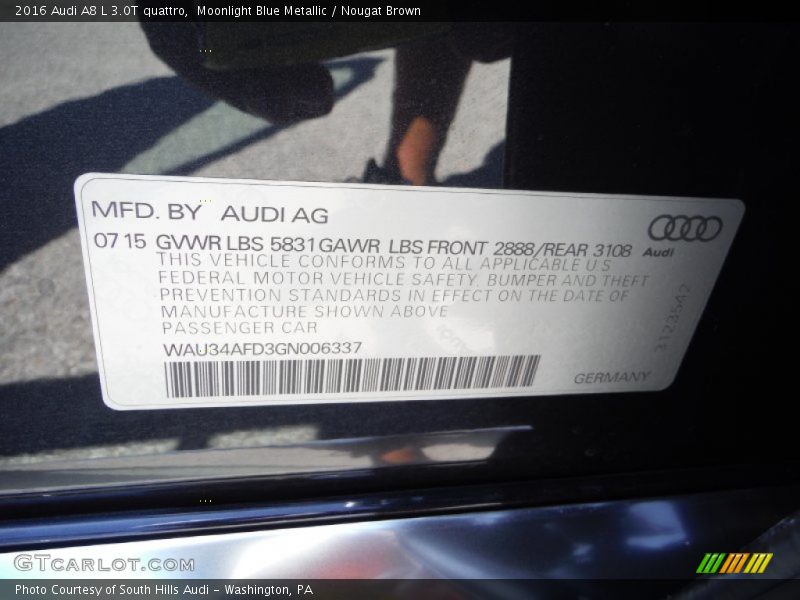 2016 Audi A8 L 3.0T quattro, Moonlight Blue Metallic / Nougat Brown
MFD. BY AUDI AG
07 15 GVWR LBS 5831 GAWR LBS FRONT 2888/REAR 3108
Audi
THIS VEHICLE CONFORMS TO ALL APPLICABLE U S
FEDERAL MOTOR VEHICLE SAFETY, BUMPER AND THEFT
PREVENTION STANDARDS IN EFFECT ON THE DATE OF
MANUFACTURE SHOWN ABOVE
PASSENGER CAR
WAU34AFD3GN006337
3123542
GERMANY
GTCARLOT.COM
Photo Courtesy of South Hills Audi - Washington, PA